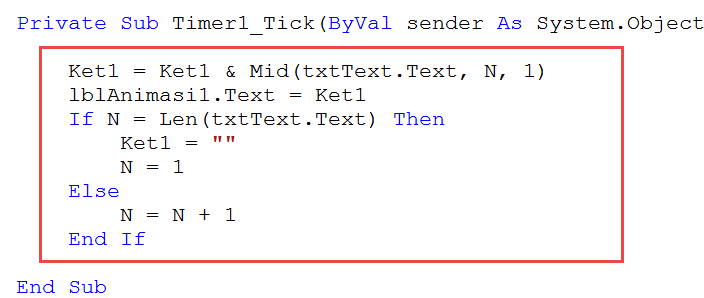 Private Sub Timer1_Tick(ByVal sender As System.Object
Ket1 = Ket1 & Mid(txtText.Text, N, 1)
lblAnimasi1.Text = Ket1
If N = Len(txtText.Text) Then
Ket1 = ""
N = 1
Else
N = N + 1
End If
End Sub